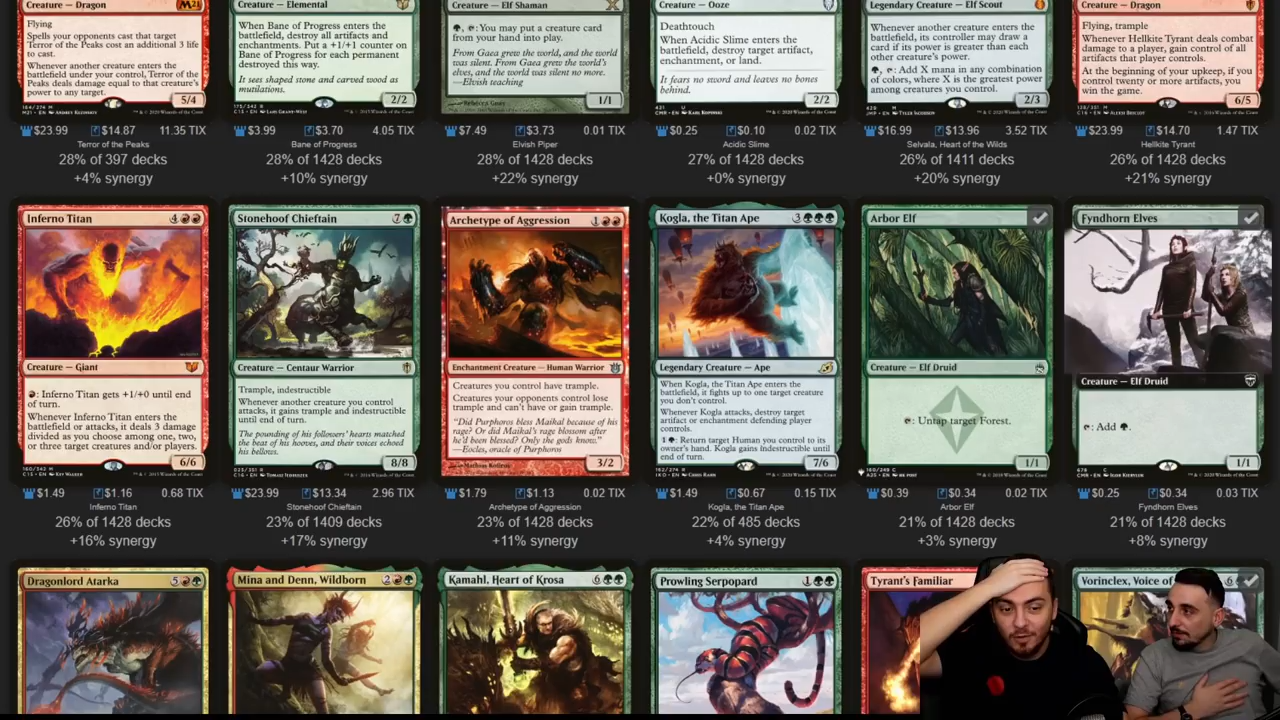 Creature — Dragon
M21
Flying
Spells your opponents cast that target
Terror of the Peaks cost an additional 3 life
to cast.
Whenever another creature enters the
battlefield under your control, Terror of the
Peaks deals damage equal to that creature's
power to any target.
5/4
$23.99 $14.87 11.35 TIX
Terror of the Peaks
28% of 397 decks
+4% synergy
Creature — Elemental
When Bane of Progress enters the
battlefield, destroy all artifacts and
enchantments. Put a +1/+1 counter on
Bane of Progress for each permanent
destroyed this way.
It sees shaped stone and carved wood as
mutilations.
2/2
$3.99 $3.70 4.05 TIX
Bane of Progress
28% of 1428 decks
+10% synergy
Creature — Elf Shaman
: You may put a creature card
from your hand into play.
From Gaea grew the world, and the world
was silent. From Gaea grew the world's
elves, and the world was silent no more.
—Elvish teaching
1/1
$7.49 $3.73 0.01 TIX
Elvish Piper
28% of 1428 decks
+22% synergy
Creature — Ooze
Deathtouch
When Acidic Slime enters the
battlefield, destroy target artifact,
enchantment, or land.
It fears no sword and leaves no bones
behind.
2/2
$0.25 $0.10 0.02 TIX
Acidic Slime
27% of 1428 decks
+0% synergy
Legendary Creature — Elf Scout
Whenever another creature enters the
battlefield, its controller may draw a
card if its power is greater than each
other creature's power.
: Add X mana in any combination
of colors, where X is the greatest power
among creatures you control.
2/3
$16.99 $13.96 3.52 TIX
Selvala, Heart of the Wilds
26% of 1411 decks
+20% synergy
Creature — Dragon
Flying, trample
Whenever Hellkite Tyrant deals combat
damage to a player, gain control of all
artifacts that player controls.
At the beginning of your upkeep, if you
control twenty or more artifacts, you
win the game.
6/5
$23.99 $14.70 1.47 TIX
Hellkite Tyrant
26% of 1428 decks
+21% synergy
Inferno Titan 4
Creature — Giant
: Inferno Titan gets +1/+0 until end
of turn.
Whenever Inferno Titan enters the
battlefield or attacks, it deals 3 damage
divided as you choose among one, two,
or three target creatures and/or players.
6/6
$1.49 $1.16 0.68 TIX
Inferno Titan
26% of 1428 decks
+16% synergy
Stonehoof Chieftain 7
Creature — Centaur Warrior
Trample, indestructible
Whenever another creature you control
attacks, it gains trample and indestructible
until end of turn.
The pounding of his followers' hearts matched
the beat of his hooves, and their voices echoed
his bellows.
8/8
$23.99 $13.34 2.96 TIX
Stonehoof Chieftain
23% of 1409 decks
+17% synergy
Archetype of Aggression 1
Enchantment Creature — Human Warrior
Creatures you control have trample.
Creatures your opponents control lose
trample and can't have or gain trample.
"Did Purphoros bless Maikal because of his
rage? Or did Maikal's rage blossom after
he'd been blessed? Only the gods know."
—Eocles, oracle of Purphoros
3/2
$1.79 $1.13 0.02 TIX
Archetype of Aggression
23% of 1428 decks
+11% synergy
Kogla, the Titan Ape 3
Legendary Creature — Ape
When Kogla, the Titan Ape enters the
battlefield, it fights up to one target creature
you don't control.
Whenever Kogla attacks, destroy target
artifact or enchantment defending player
controls.
1 : Return target Human you control to its
owner's hand. Kogla gains indestructible until
end of turn.
7/6
$1.49 $0.67 0.15 TIX
Kogla, the Titan Ape
22% of 485 decks
+4% synergy
Arbor Elf
Creature — Elf Druid
: Untap target Forest.
1/1
$0.39 $0.34 0.02 TIX
Arbor Elf
21% of 1428 decks
+3% synergy
Fyndhorn Elves
Creature — Elf Druid
: Add .
1/1
$0.25 $0.34 0.03 TIX
Fyndhorn Elves
21% of 1428 decks
+8% synergy
Dragonlord Atarka 5
Mina and Denn, Wildborn 2
Kamahl, Heart of Krosa 6
Prowling Serpopard 1
Tyrant's Familiar
Vorinclex, Voice of 6